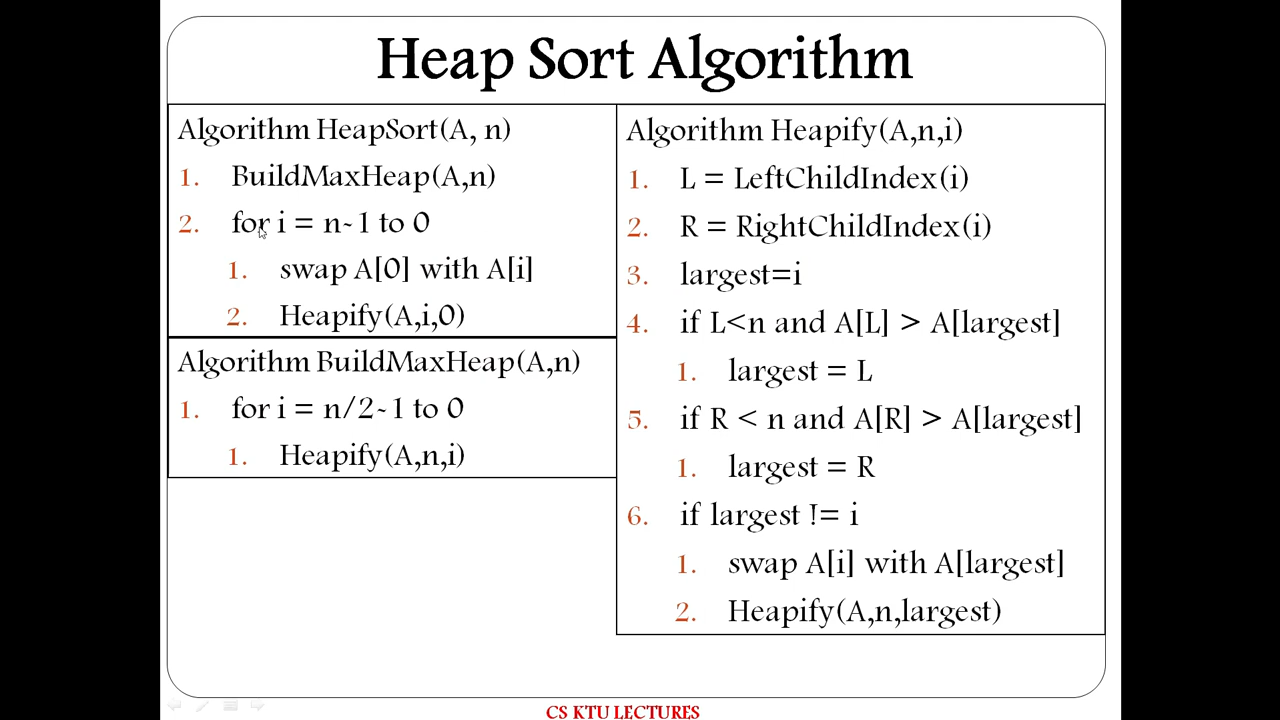 Heap Sort Algorithm
Algorithm HeapSort(A, n)
1. BuildMaxHeap(A,n)
2. for i = n-1 to 0
1. swap A[0] with A[i]
2. Heapify(A,i,0)
Algorithm BuildMaxHeap(A,n)
1. for i = n/2-1 to 0
1. Heapify(A,n,i)
Algorithm Heapify(A,n,i)
1. L = LeftChildIndex(i)
2. R = RightChildIndex(i)
3. largest=i
4. if L<n and A[L] > A[largest]
1. largest = L
5. if R < n and A[R] > A[largest]
1. largest = R
6. if largest != i
1. swap A[i] with A[largest]
2. Heapify(A,n,largest)
CS KTU LECTURES